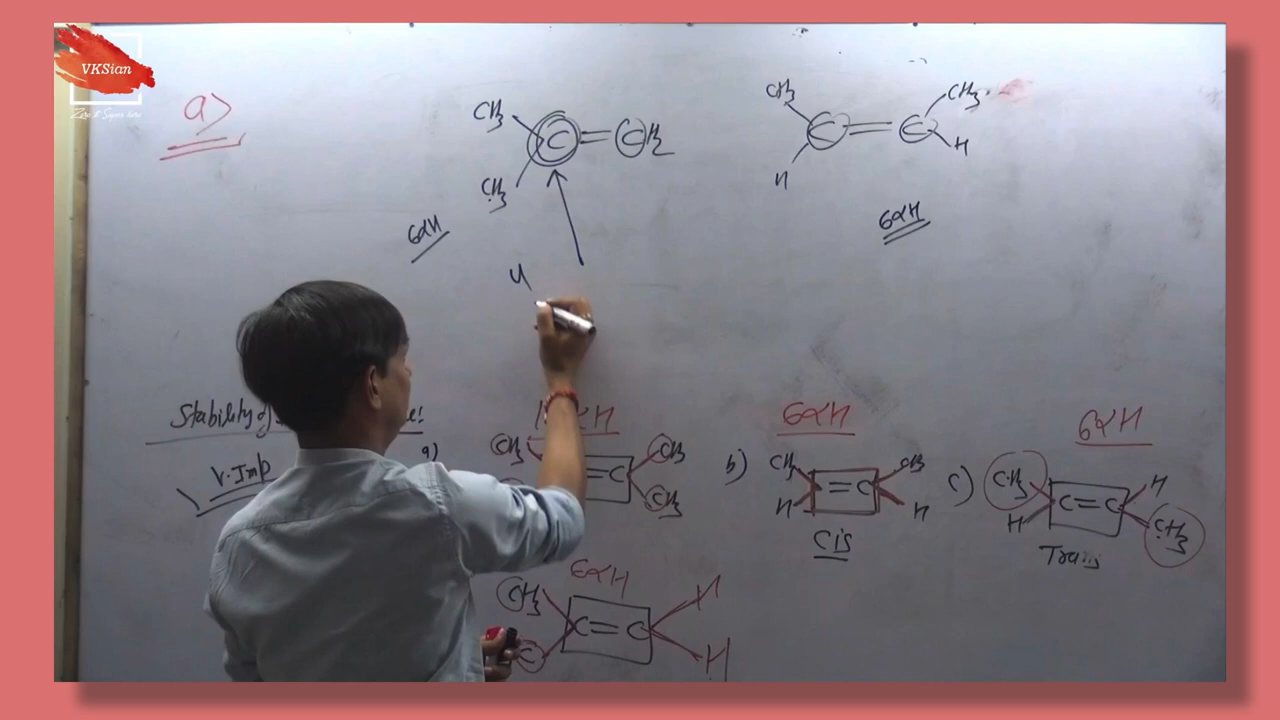 VKSian
a>
CH3
C = CH2
CH3
6αH
CH3
CH3
C = C
H
H
6αH
Stability of
V. Imp
a)
H
CH3
CH3
C
CH3
b)
6αH
CH3
CH3
= C
H
H
Cis
c)
6αH
CH3
H
C = C
H
CH3
Trans
6αH
CH3
H
C = C
C
H